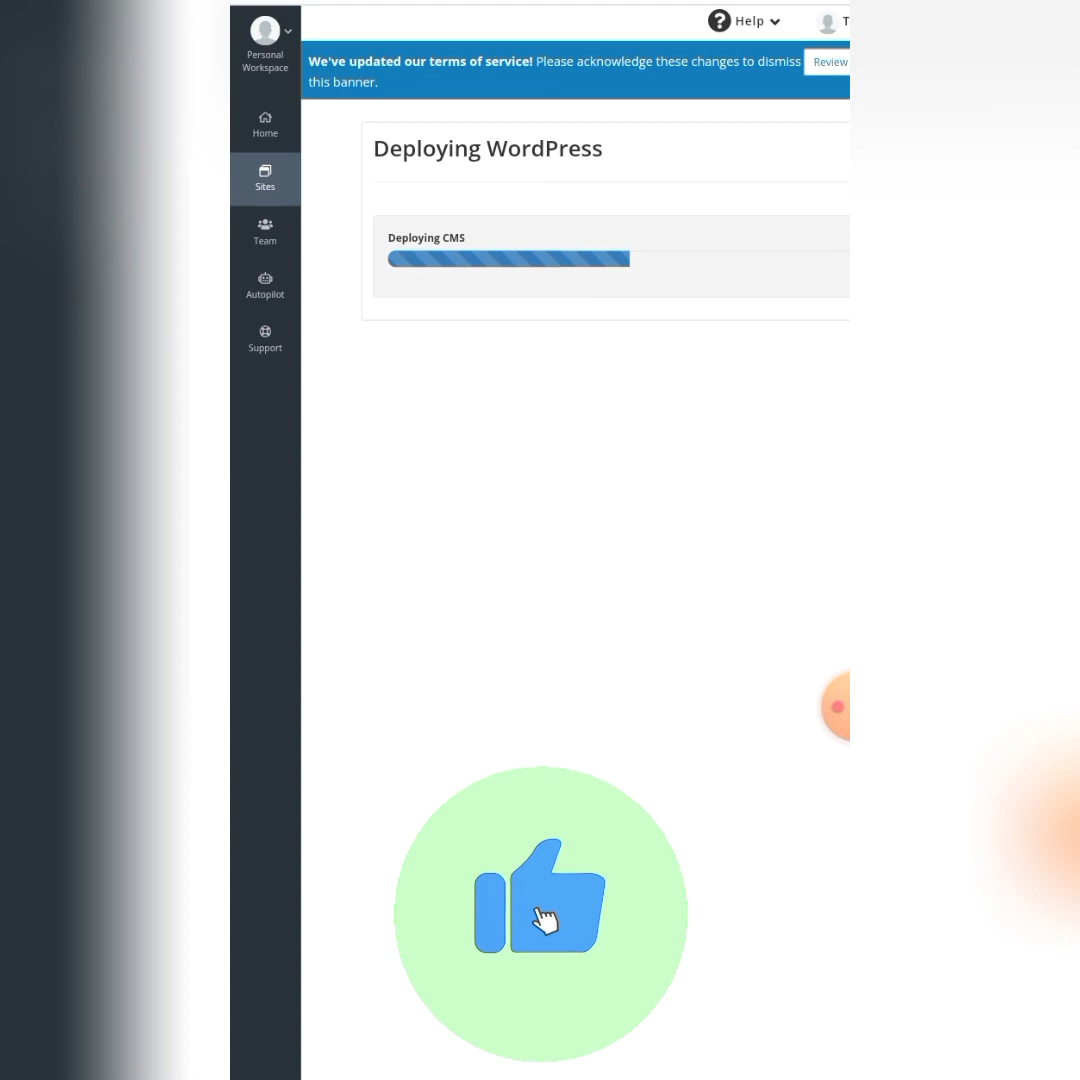 Personal
Workspace
Home
Sites
Team
Autopilot
Support
Help
T
We've updated our terms of service! Please acknowledge these changes to dismiss
this banner.
Review
Deploying WordPress
Deploying CMS